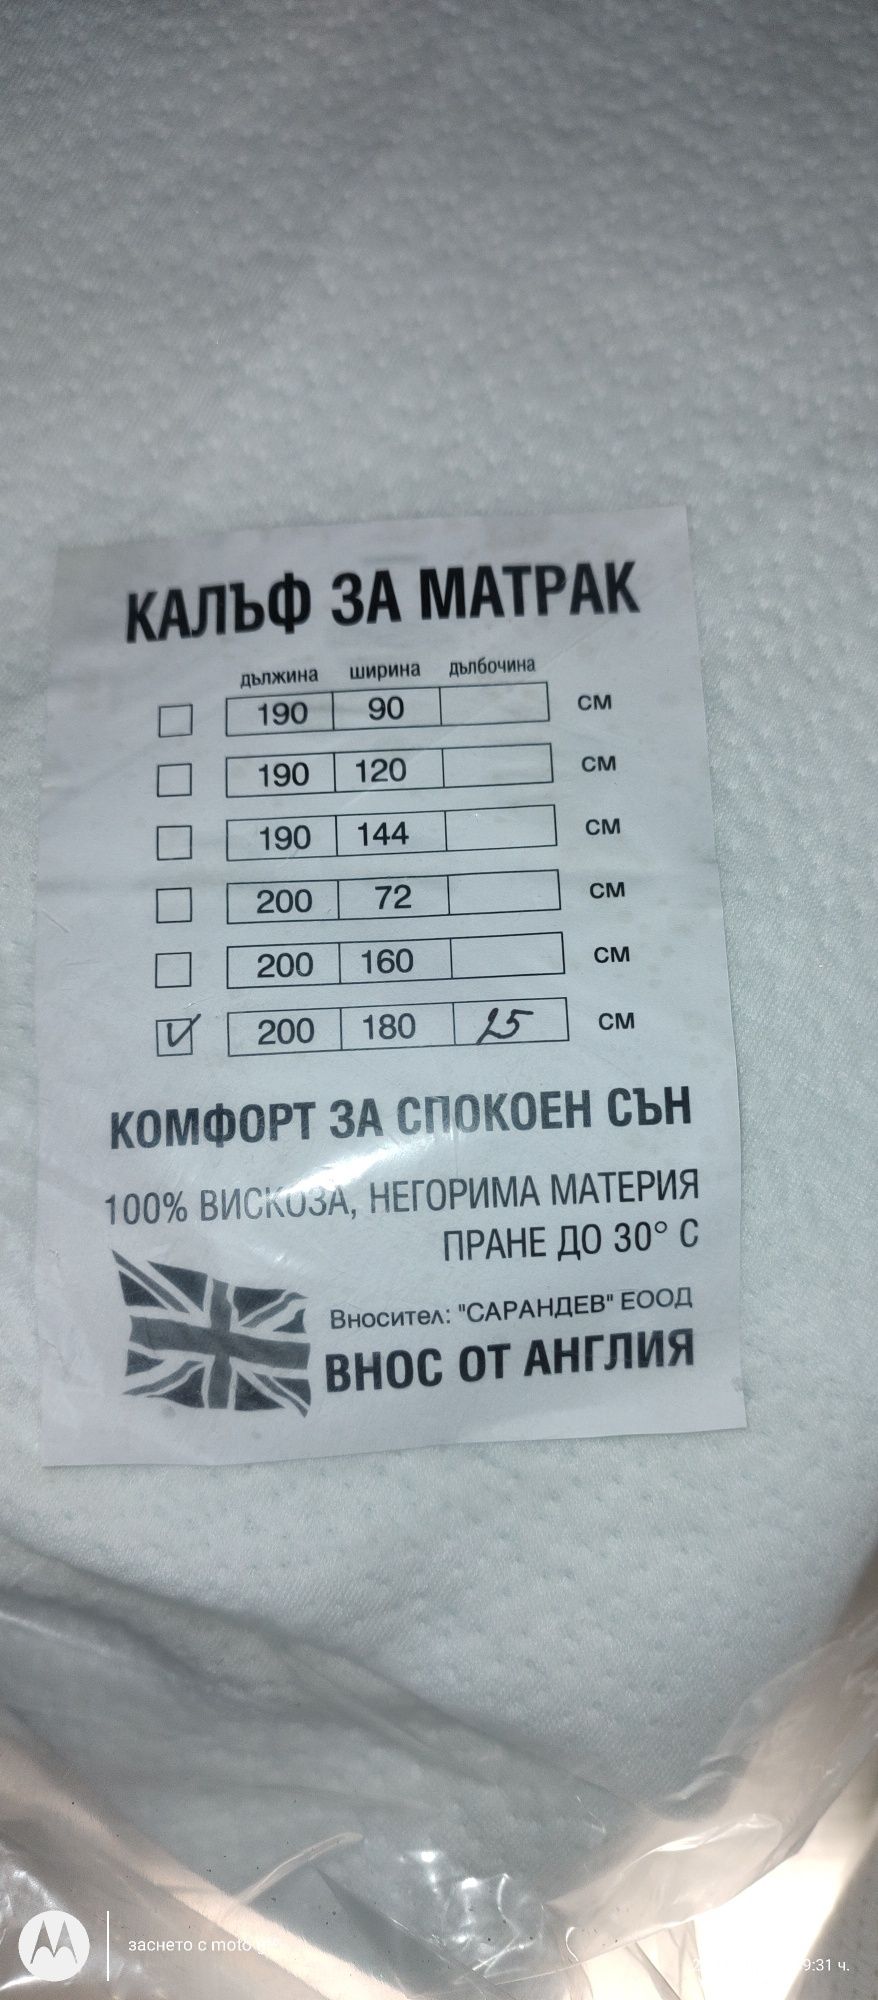 КАЛЪФ ЗА МАТРАК
дължина ширина дълбочина
190 90 см
190 120 см
190 144 см
200 72 см
200 160 см
200 180 25 см
КОМФОРТ ЗА СПОКОЕН СЪН
100% ВИСКОЗА, НЕГОРИМА МАТЕРИЯ
ПРАНЕ ДО 30° С
Вносител: "САРАНДЕВ" ЕООД
ВНОС ОТ АНГЛИЯ
заснето с moto
9:31 ч.